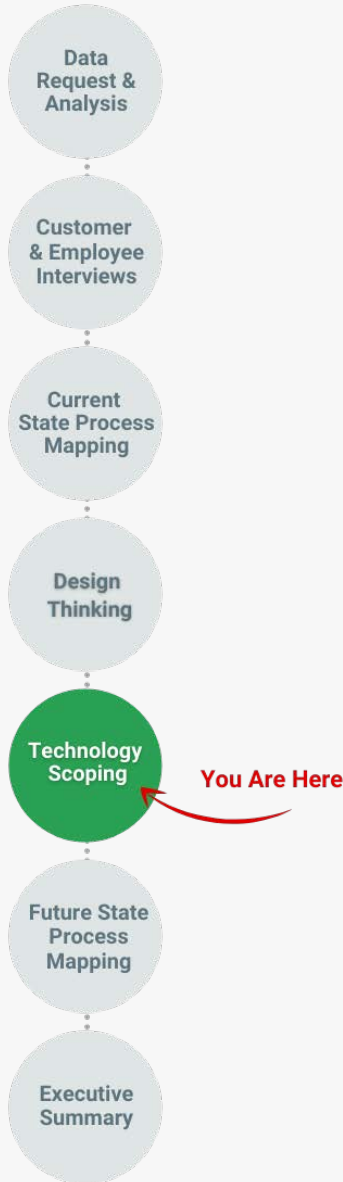 Data
Request &
Analysis
Customer
& Employee
Interviews
Current
State Process
Mapping
Design
Thinking
Technology
Scoping
You Are Here
Future State
Process
Mapping
Executive
Summary